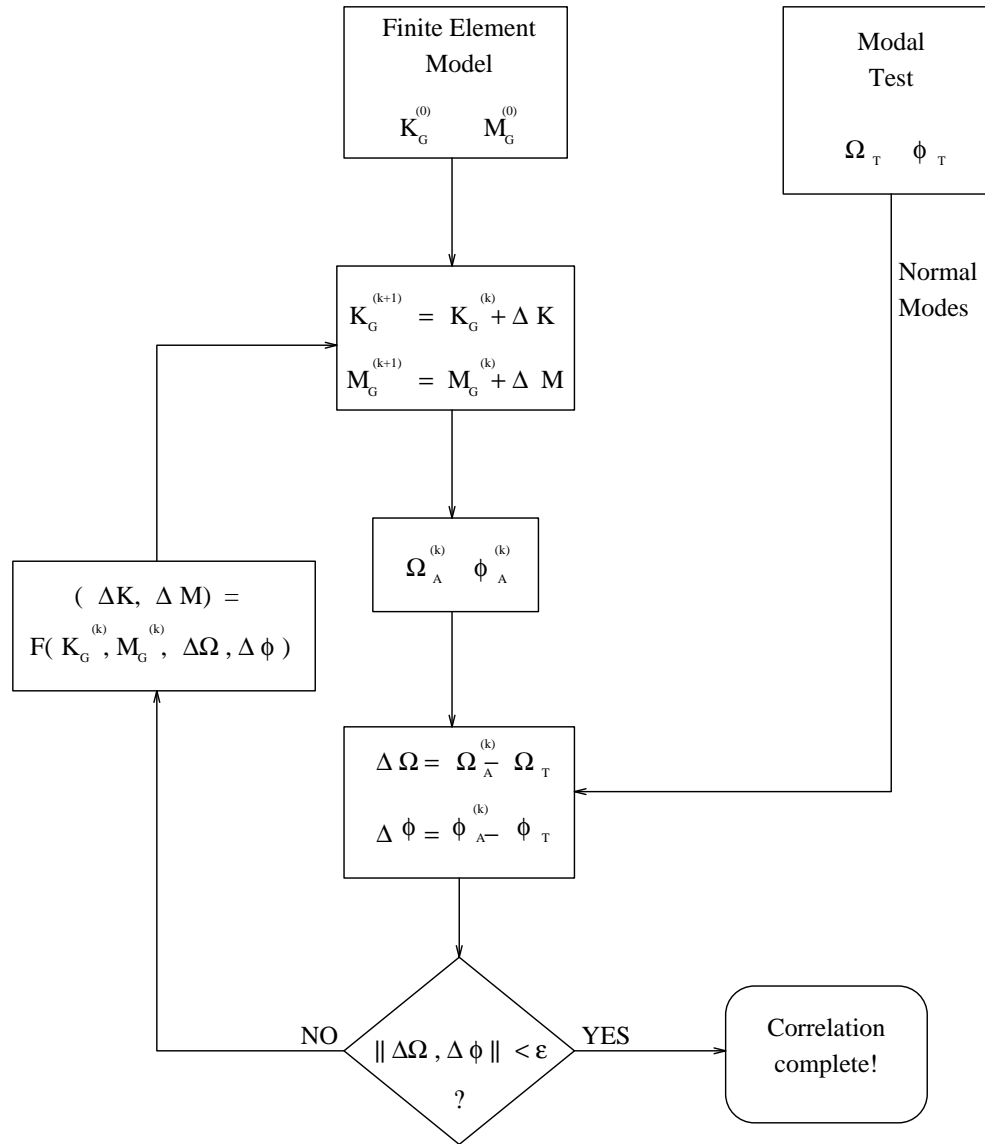 Finite Element
Model
K_G^(0) M_G^(0)
Modal
Test
Ω_T ϕ_T
Normal
Modes
K_G^(k+1) = K_G^(k) + Δ K
M_G^(k+1) = M_G^(k) + Δ M
Ω_A^(k) ϕ_A^(k)
( ΔK, Δ M) =
F( K_G^(k), M_G^(k), ΔΩ , Δ ϕ )
Δ Ω = Ω_A^(k) − Ω_T
Δ ϕ = ϕ_A^(k) − ϕ_T
NO
|| ΔΩ , Δ ϕ || < ε
?
YES
Correlation
complete!